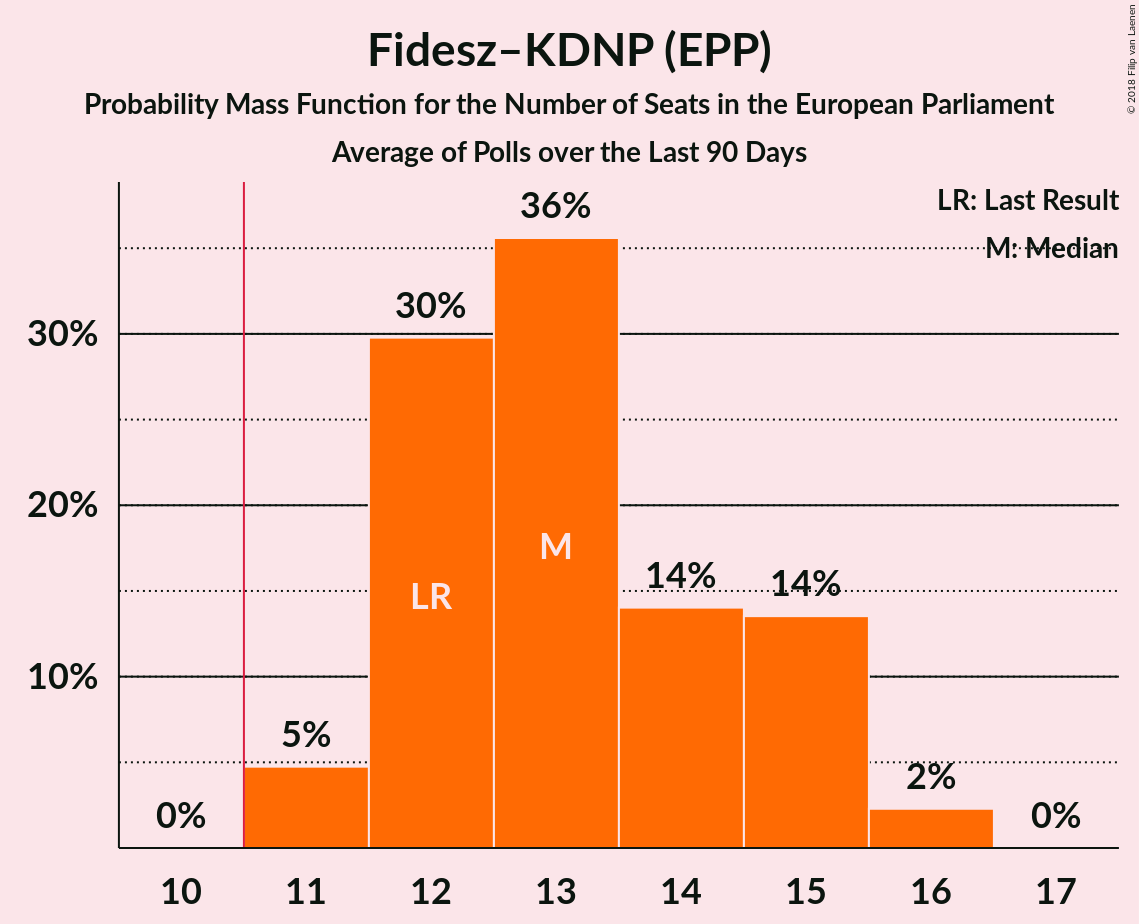 Fidesz–KDNP (EPP)
Probability Mass Function for the Number of Seats in the European Parliament
Average of Polls over the Last 90 Days
© 2018 Filip van Laenen
LR: Last Result
M: Median
36%
30%
30%
20%
M
LR
14%
14%
10%
5%
2%
0%
0%
10 11 12 13 14 15 16 17